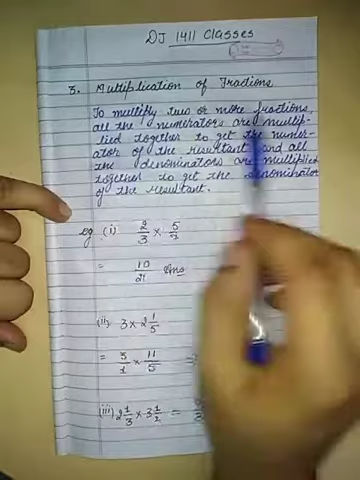 DJ 1411 Classes
3. Multiplication of Fractions
To multiply two or more fractions,
all the numerators are multip-
lied together to get the numer-
ator of the resultant and all
the denominators are multiplied
together to get the denominator
of the resultant.
eg (i) 2/3 × 5/7
= 10/21 Ans
(ii) 3 × 2 1/5
= 3/1 × 11/5 =
(iii) 2 1/3 × 3 1/2 =